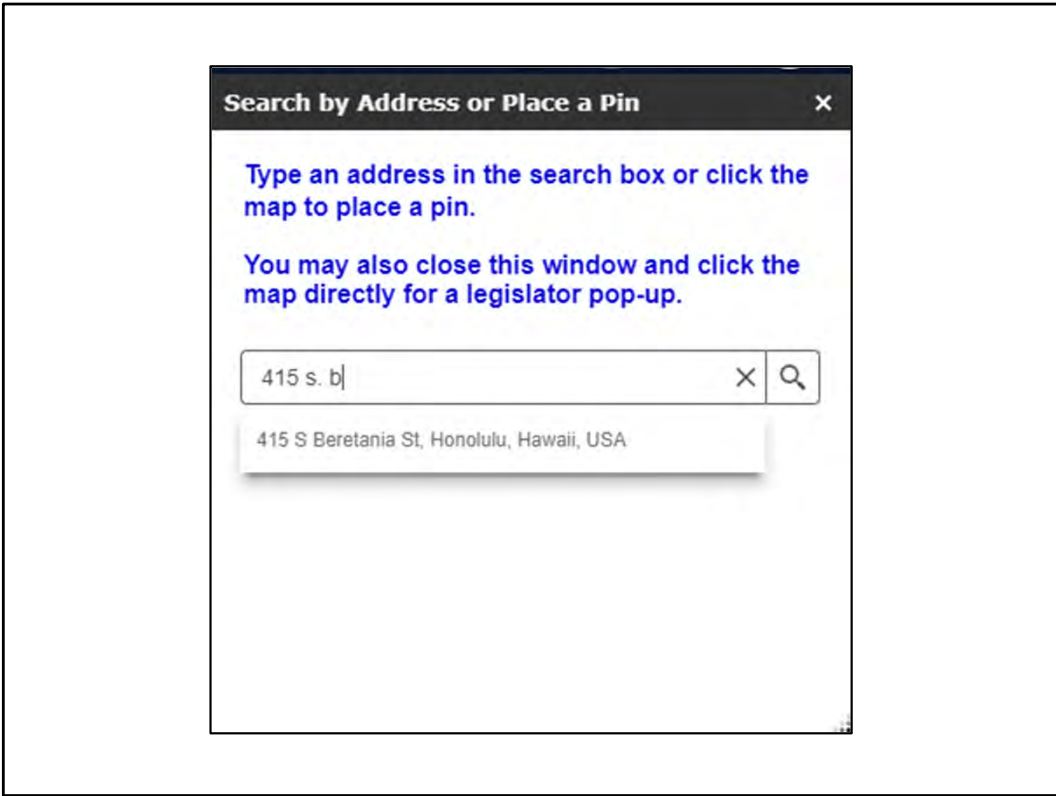 Search by Address or Place a Pin
Type an address in the search box or click the
map to place a pin.
You may also close this window and click the
map directly for a legislator pop-up.
415 s. b
415 S Beretania St, Honolulu, Hawaii, USA